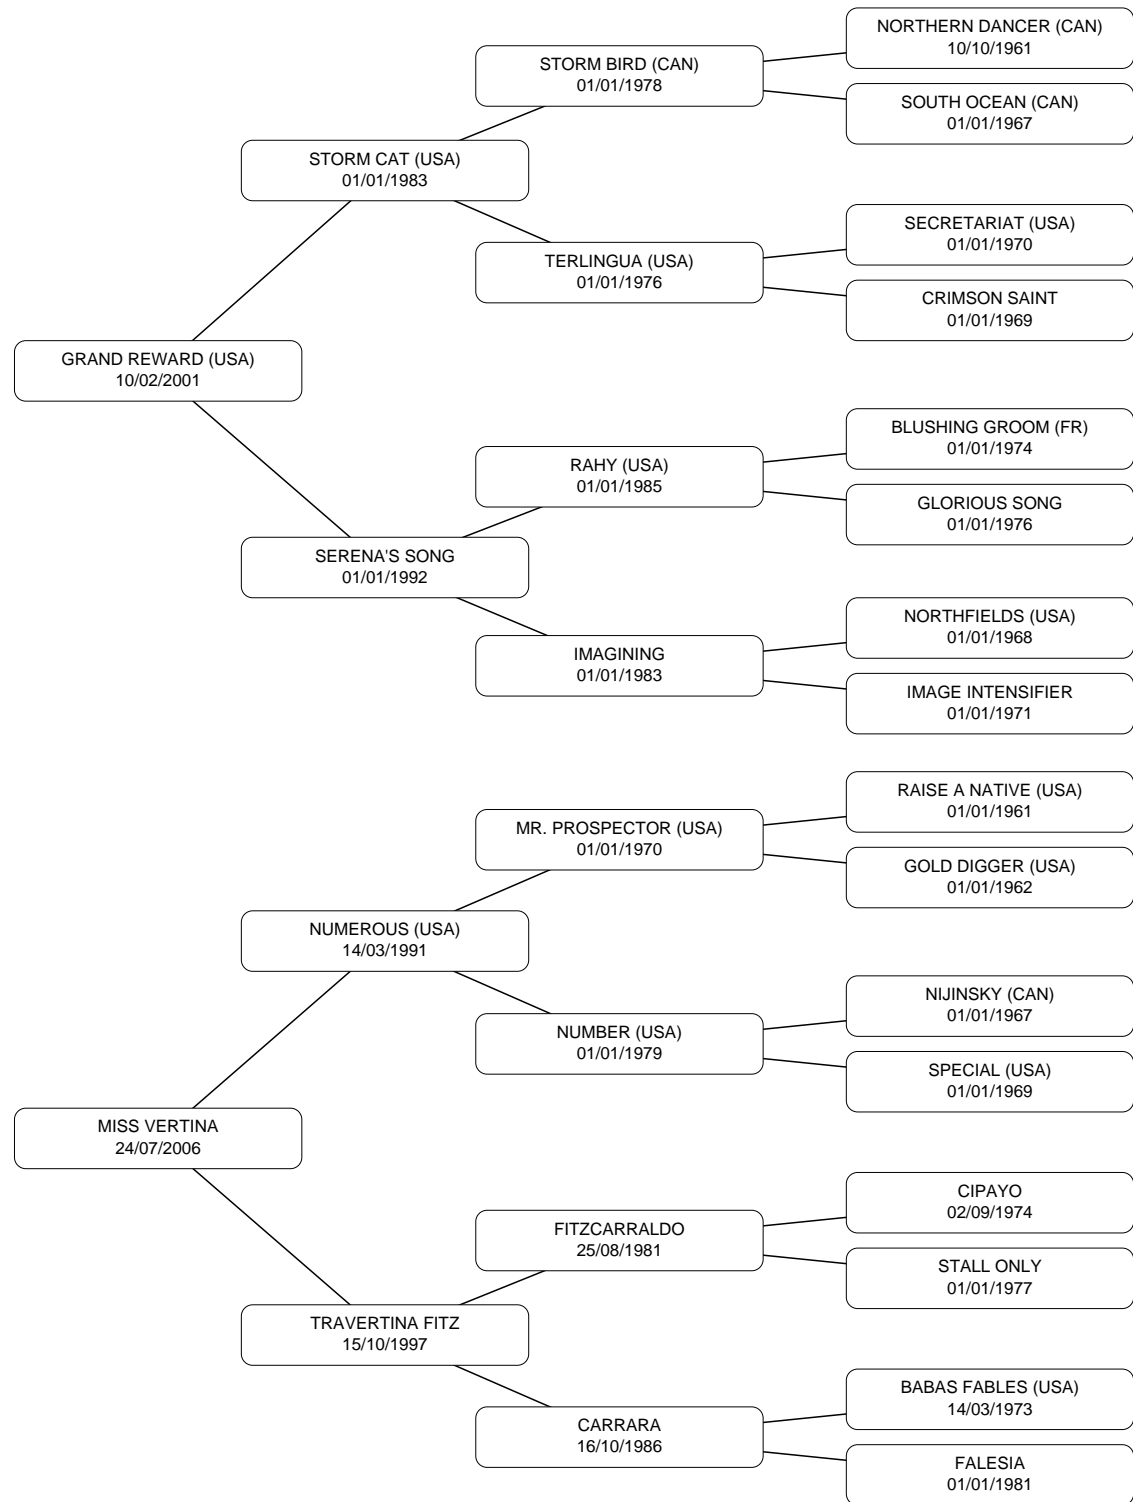 NORTHERN DANCER (CAN)
10/10/1961
STORM BIRD (CAN)
01/01/1978
SOUTH OCEAN (CAN)
01/01/1967
STORM CAT (USA)
01/01/1983
SECRETARIAT (USA)
01/01/1970
TERLINGUA (USA)
01/01/1976
CRIMSON SAINT
01/01/1969
GRAND REWARD (USA)
10/02/2001
BLUSHING GROOM (FR)
01/01/1974
RAHY (USA)
01/01/1985
GLORIOUS SONG
01/01/1976
SERENA'S SONG
01/01/1992
NORTHFIELDS (USA)
01/01/1968
IMAGINING
01/01/1983
IMAGE INTENSIFIER
01/01/1971
RAISE A NATIVE (USA)
01/01/1961
MR. PROSPECTOR (USA)
01/01/1970
GOLD DIGGER (USA)
01/01/1962
NUMEROUS (USA)
14/03/1991
NIJINSKY (CAN)
01/01/1967
NUMBER (USA)
01/01/1979
SPECIAL (USA)
01/01/1969
MISS VERTINA
24/07/2006
CIPAYO
02/09/1974
FITZCARRALDO
25/08/1981
STALL ONLY
01/01/1977
TRAVERTINA FITZ
15/10/1997
BABAS FABLES (USA)
14/03/1973
CARRARA
16/10/1986
FALESIA
01/01/1981